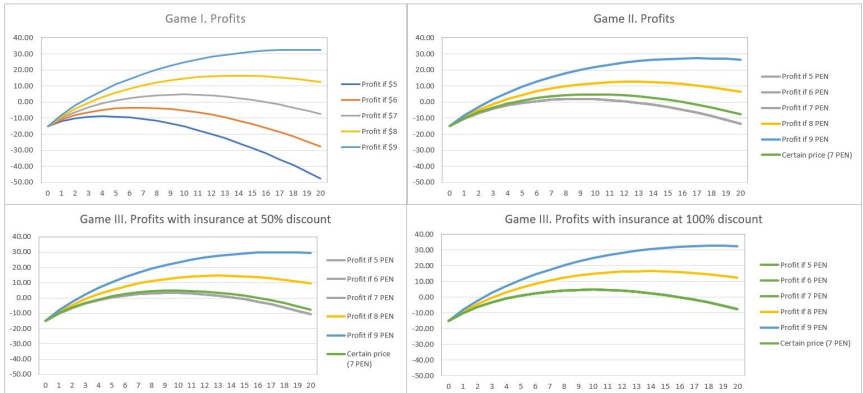 Game I. Profits
40.00
30.00
20.00
10.00
0.00
-10.00
-20.00
-30.00
-40.00
-50.00
0 1 2 3 4 5 6 7 8 9 10 11 12 13 14 15 16 17 18 19 20
Profit if $5
Profit if $6
Profit if $7
Profit if $8
Profit if $9
Game II. Profits
40.00
30.00
20.00
10.00
0.00
-10.00
-20.00
-30.00
-40.00
-50.00
0 1 2 3 4 5 6 7 8 9 10 11 12 13 14 15 16 17 18 19 20
Profit if 5 PEN
Profit if 6 PEN
Profit if 7 PEN
Profit if 8 PEN
Profit if 9 PEN
Certain price (7 PEN)
Game III. Profits with insurance at 50% discount
40.00
30.00
20.00
10.00
0.00
-10.00
-20.00
-30.00
-40.00
-50.00
0 1 2 3 4 5 6 7 8 9 10 11 12 13 14 15 16 17 18 19 20
Profit if 5 PEN
Profit if 6 PEN
Profit if 7 PEN
Profit if 8 PEN
Profit if 9 PEN
Certain price
(7 PEN)
Game III. Profits with insurance at 100% discount
40.00
30.00
20.00
10.00
0.00
-10.00
-20.00
-30.00
-40.00
-50.00
0 1 2 3 4 5 6 7 8 9 10 11 12 13 14 15 16 17 18 19 20
Profit if 5 PEN
Profit if 6 PEN
Profit if 7 PEN
Profit if 8 PEN
Profit if 9 PEN
Certain price (7 PEN)